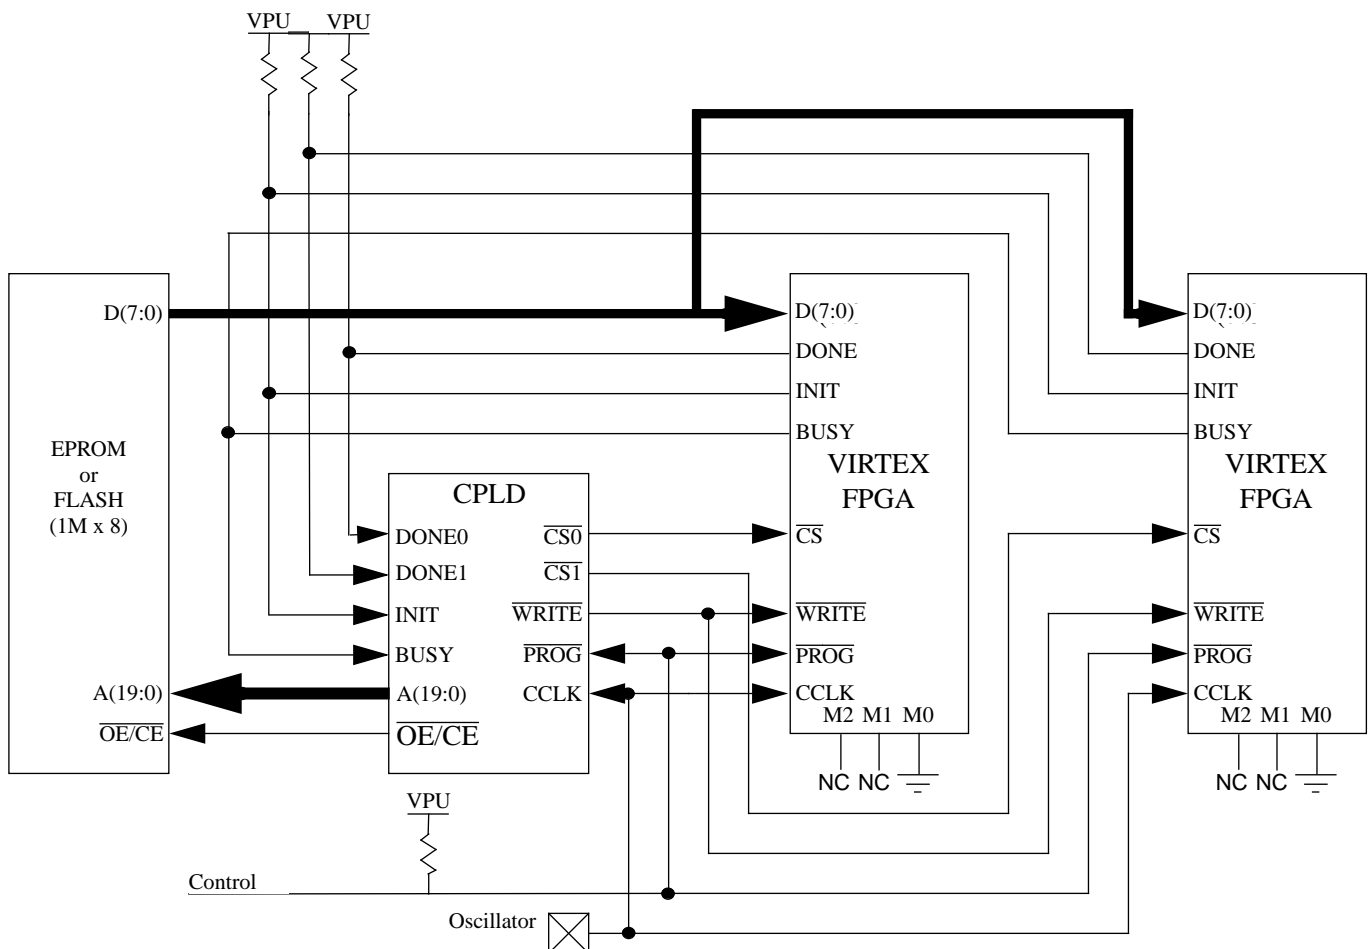 VPU VPU
D(7:0)
EPROM
or
FLASH
(1M x 8)
A(19:0)
OE/CE
CPLD
DONE0
DONE1
INIT
BUSY
A(19:0)
OE/CE
CS0
CS1
WRITE
PROG
CCLK
D(7:0)
DONE
INIT
BUSY
VIRTEX
FPGA
CS
WRITE
PROG
CCLK
M2 M1 M0
NC NC
D(7:0)
DONE
INIT
BUSY
VIRTEX
FPGA
CS
WRITE
PROG
CCLK
M2 M1 M0
NC NC
VPU
Control
Oscillator